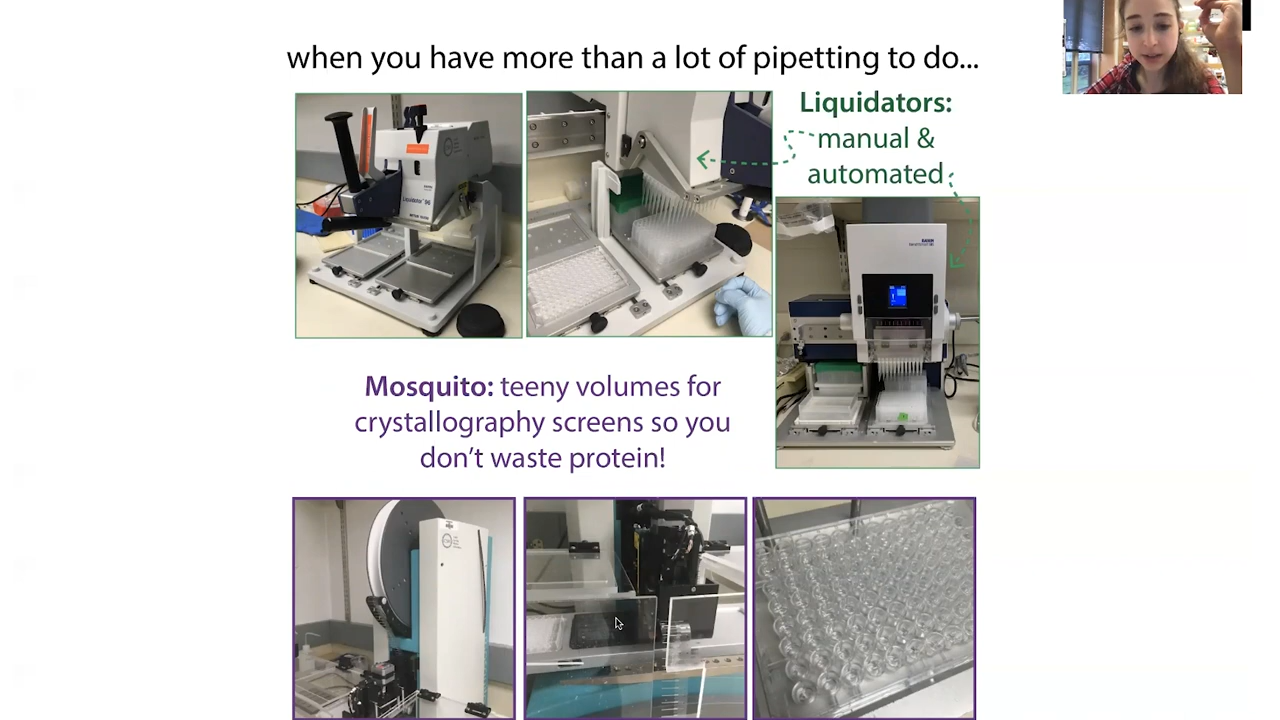 when you have more than a lot of pipetting to do...
Liquidators:
manual &
automated
Mosquito: teeny volumes for
crystallography screens so you
don't waste protein!